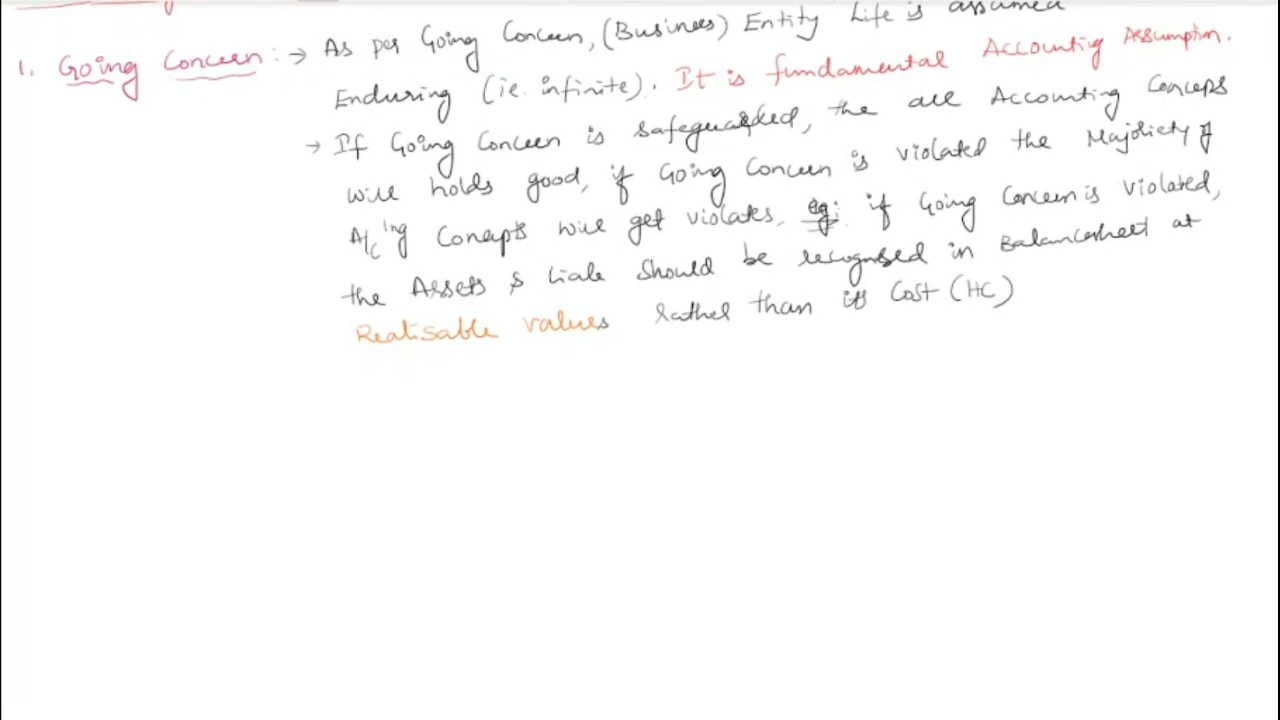 1. Going Concern :→ As per Going Concern, (Business) Entity Life is assumed
Enduring (ie. infinite). It is fundamental Accounting Assumption.
→ If Going Concern is safeguarded, the all Accounting Concepts
will holds good, if Going Concern is violated the Majoriety of
A/c ing Concepts will get violates, eg: if Going Concern is violated,
the Assets & Liab should be recognised in Balancesheet at
Realisable values rather than its Cost (HC)